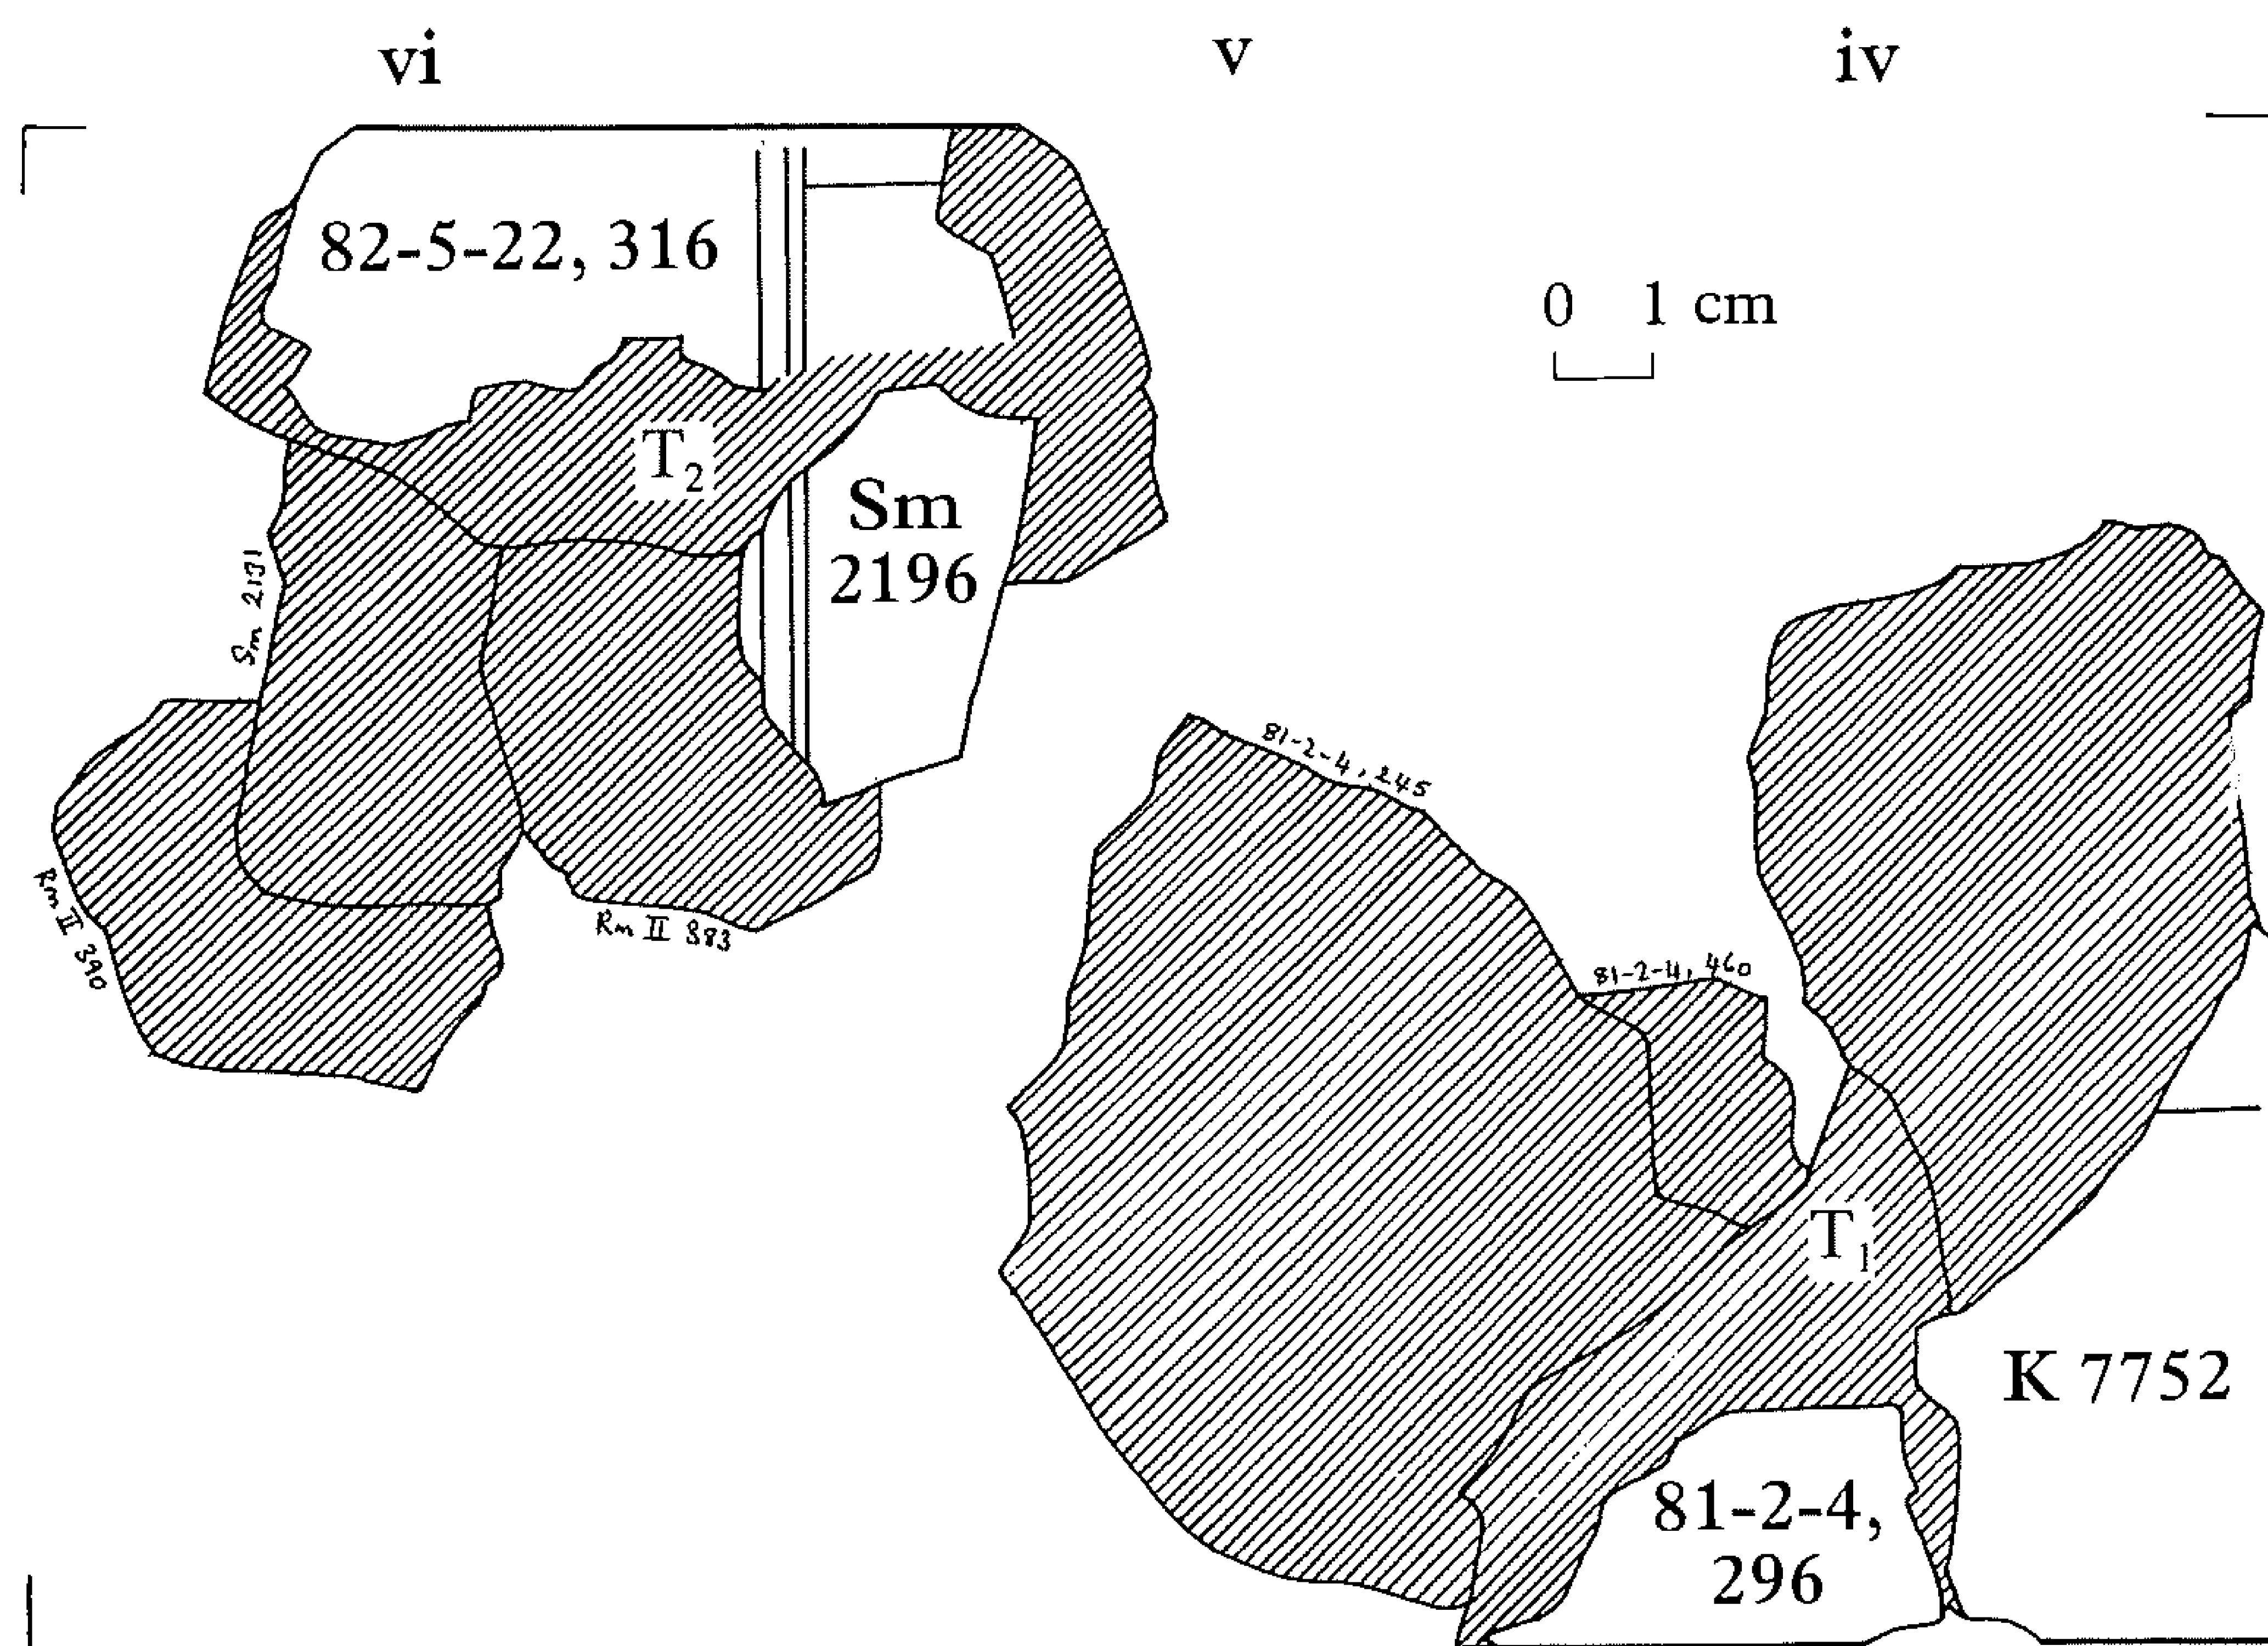 vi v iv
82-5-22, 316
0 1 cm
T2
Sm
2196
Sm 2131
81-2-4, 245
Rm II 390
Rm II 383
81-2-4, 460
T1
K 7752
81-2-4,
296